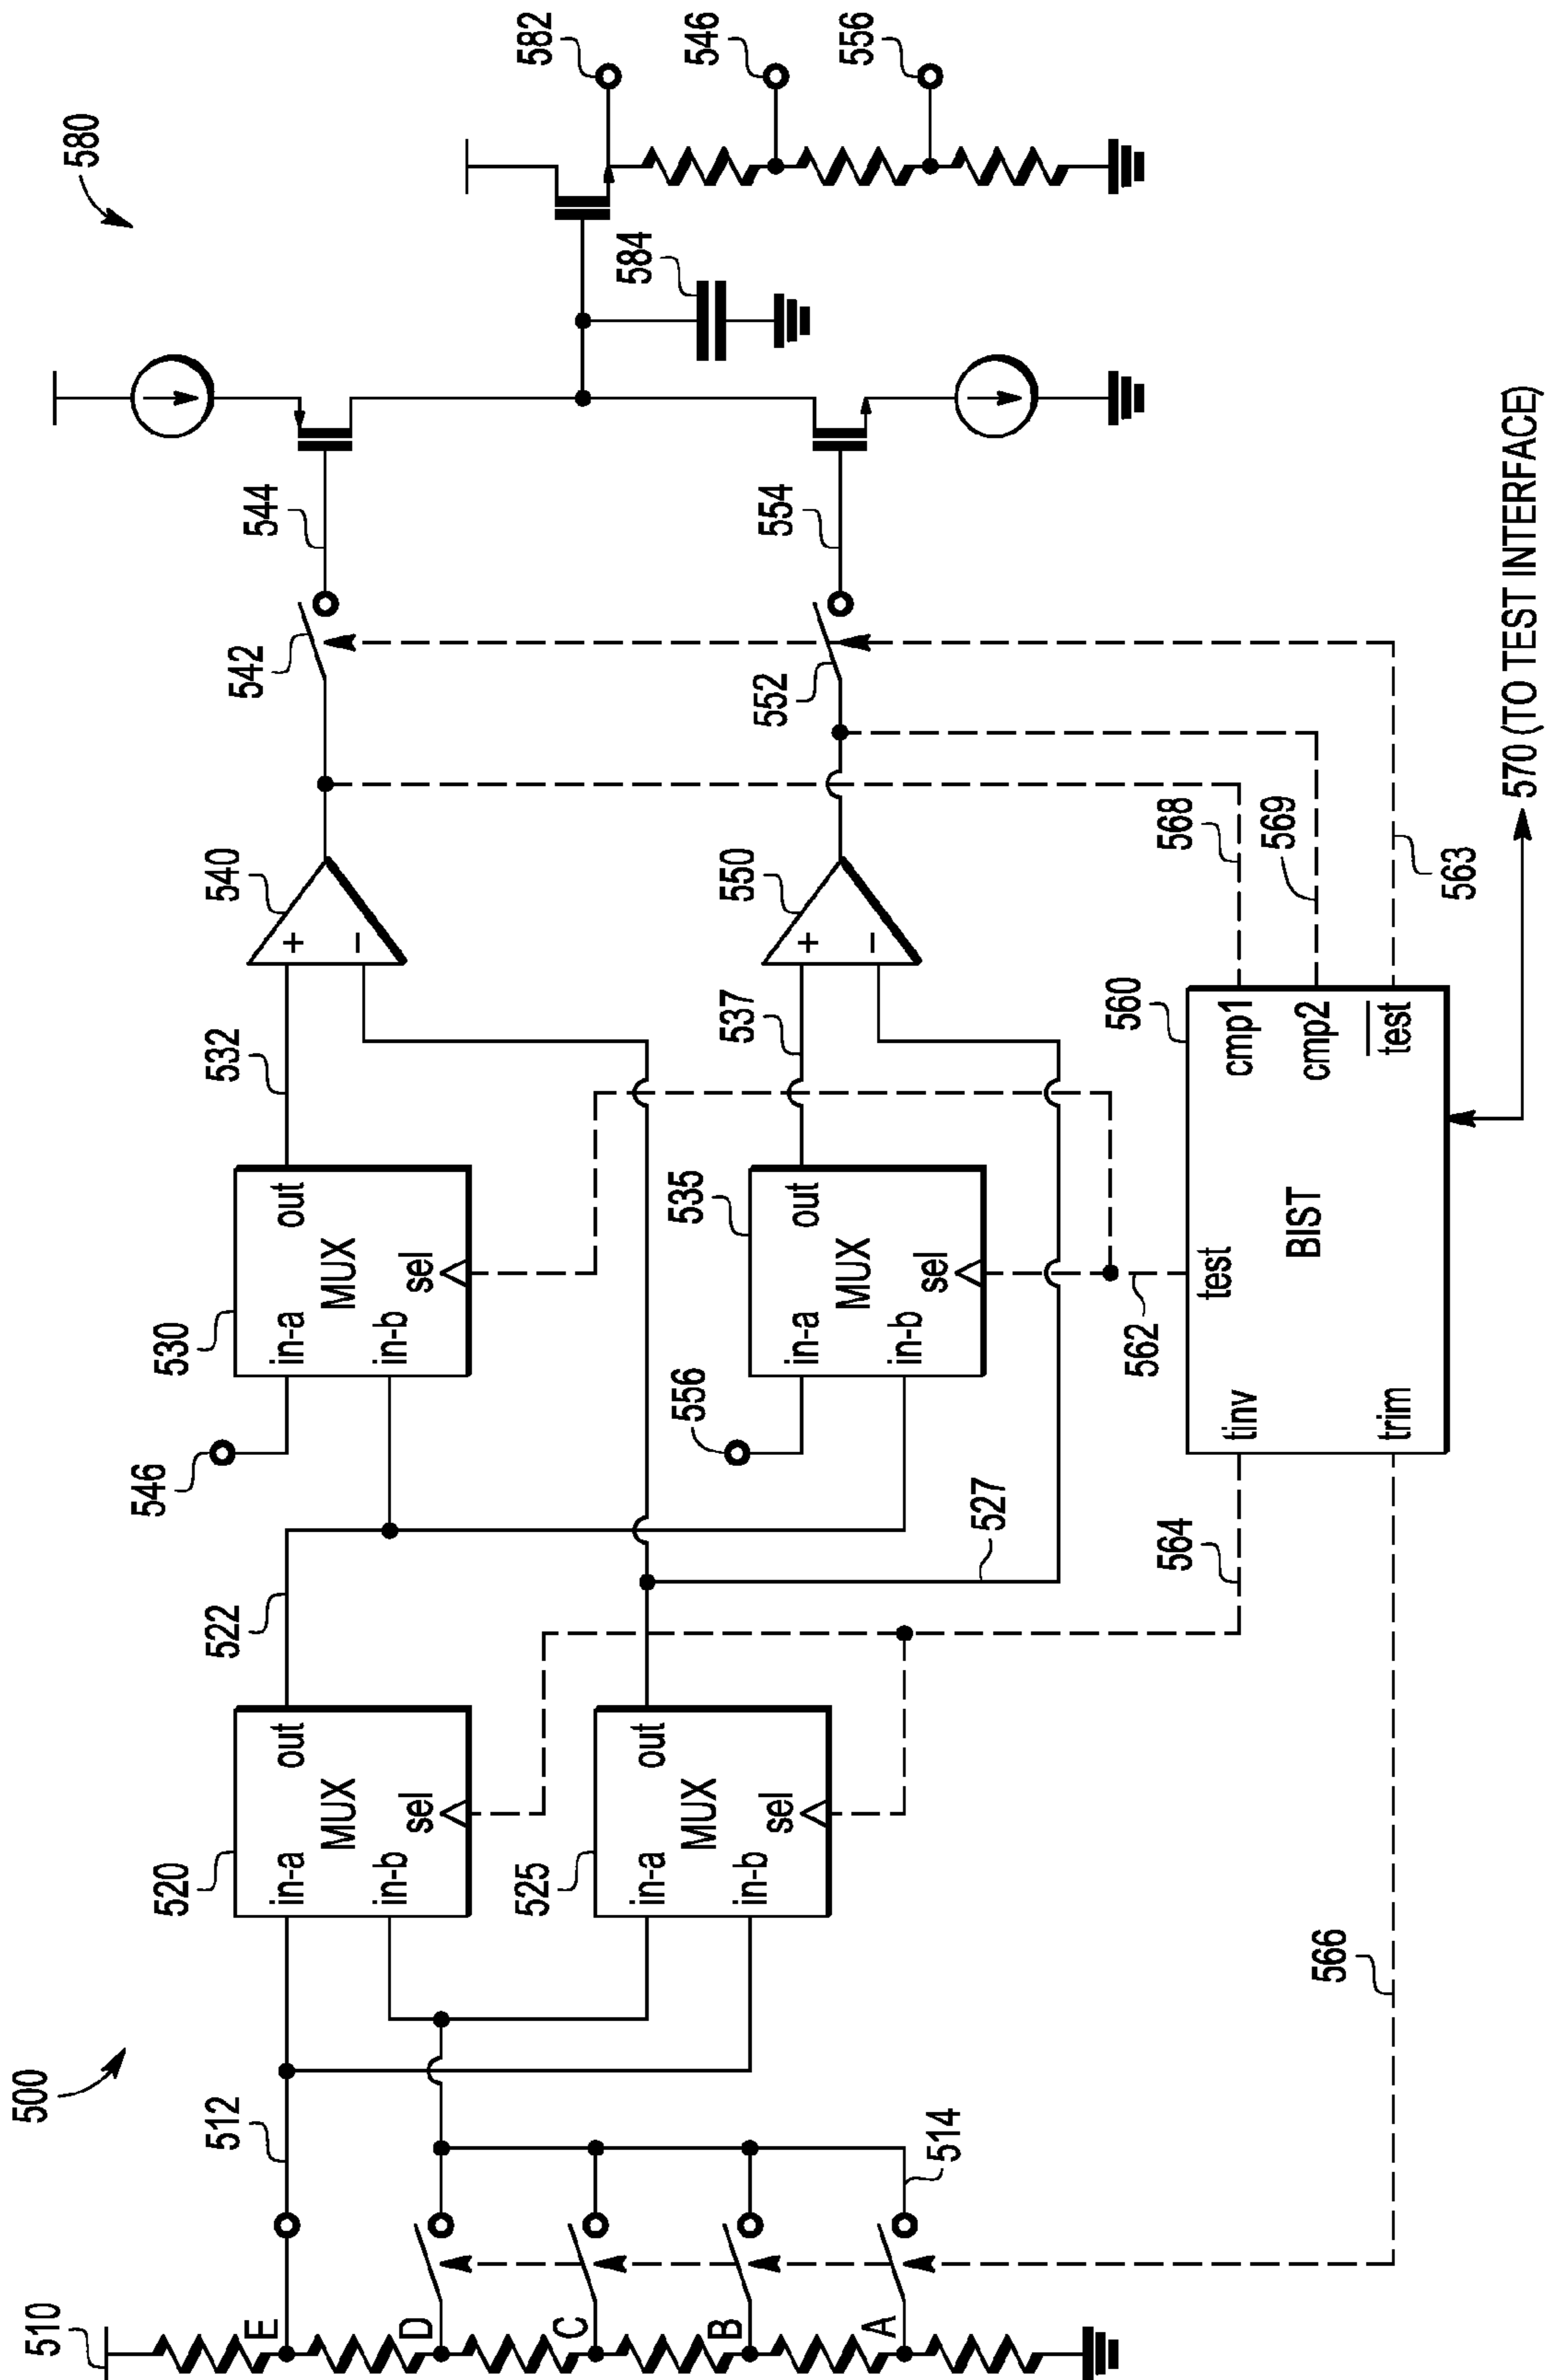 500
580
510
512
E
D
C
B
A
514
520
in-a
in-b
MUX
out
sel
525
in-a
in-b
MUX
out
sel
522
527
546
530
in-a
in-b
MUX
out
sel
556
535
in-a
in-b
MUX
out
sel
532
537
540
+
−
550
+
−
542
544
552
554
582
546
556
584
564
566
562
560
tinv
trim
test
BIST
cmp1
cmp2
test
568
569
563
570 (TO TEST INTERFACE)